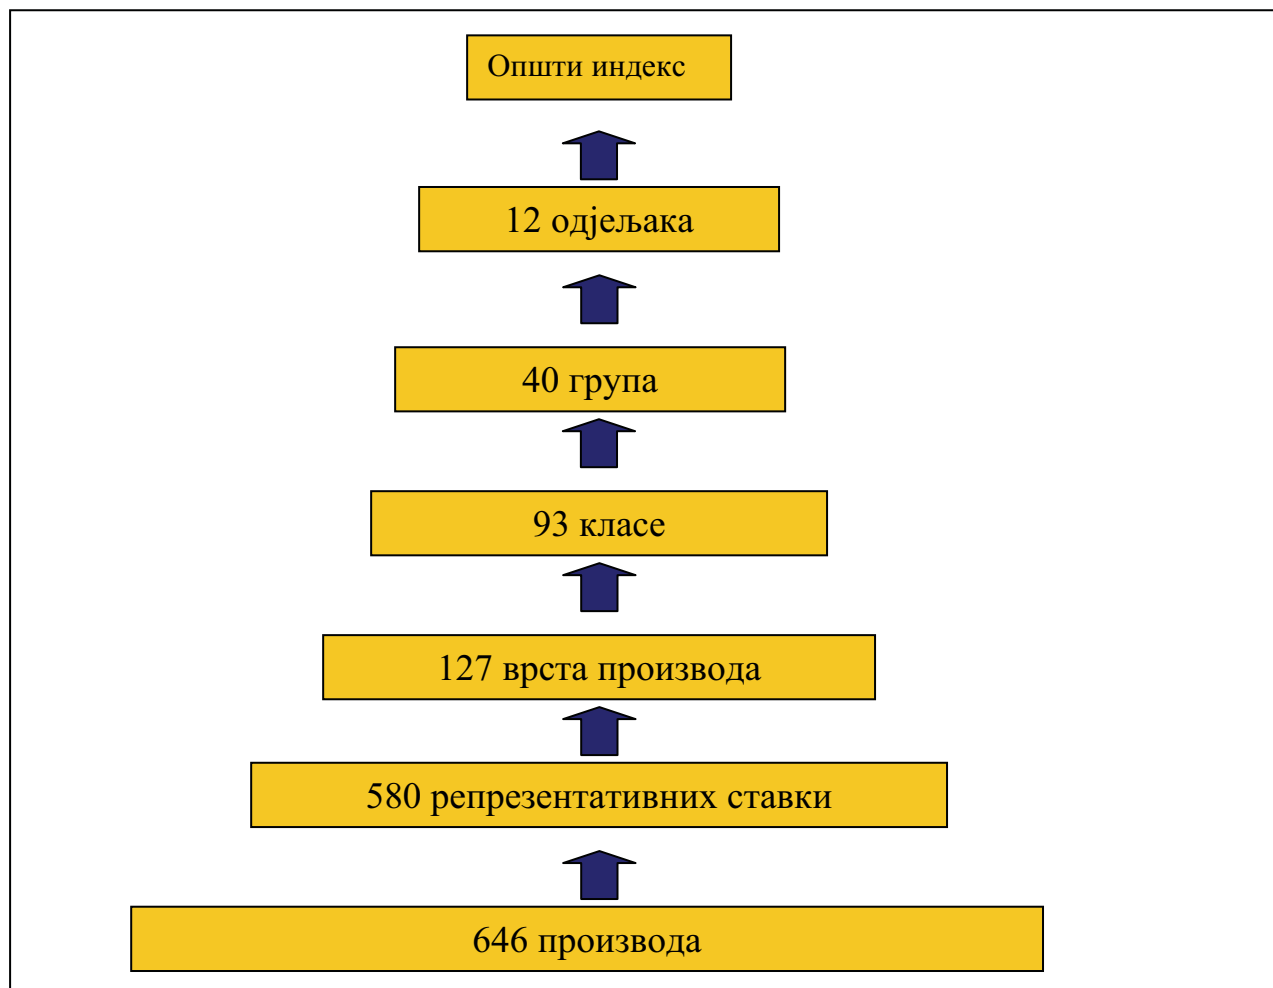 Општи индекс
12 одјељака
40 група
93 класе
127 врста производа
580 репрезентативних ставки
646 производа